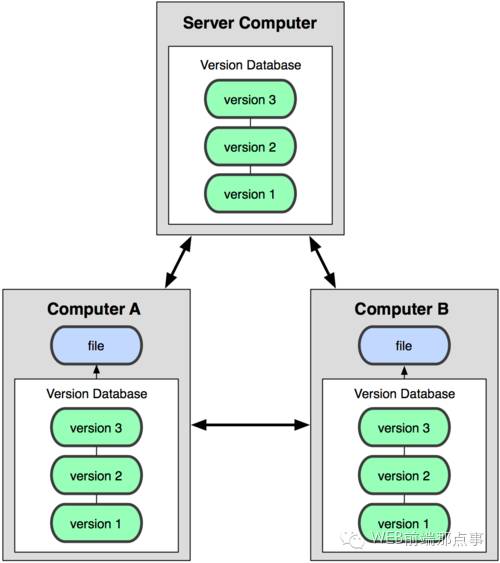 Server Computer
Version Database
version 3
version 2
version 1
Computer A
file
Version Database
version 3
version 2
version 1
Computer B
file
Version Database
version 3
version 2
version 1
WEB前端那点事